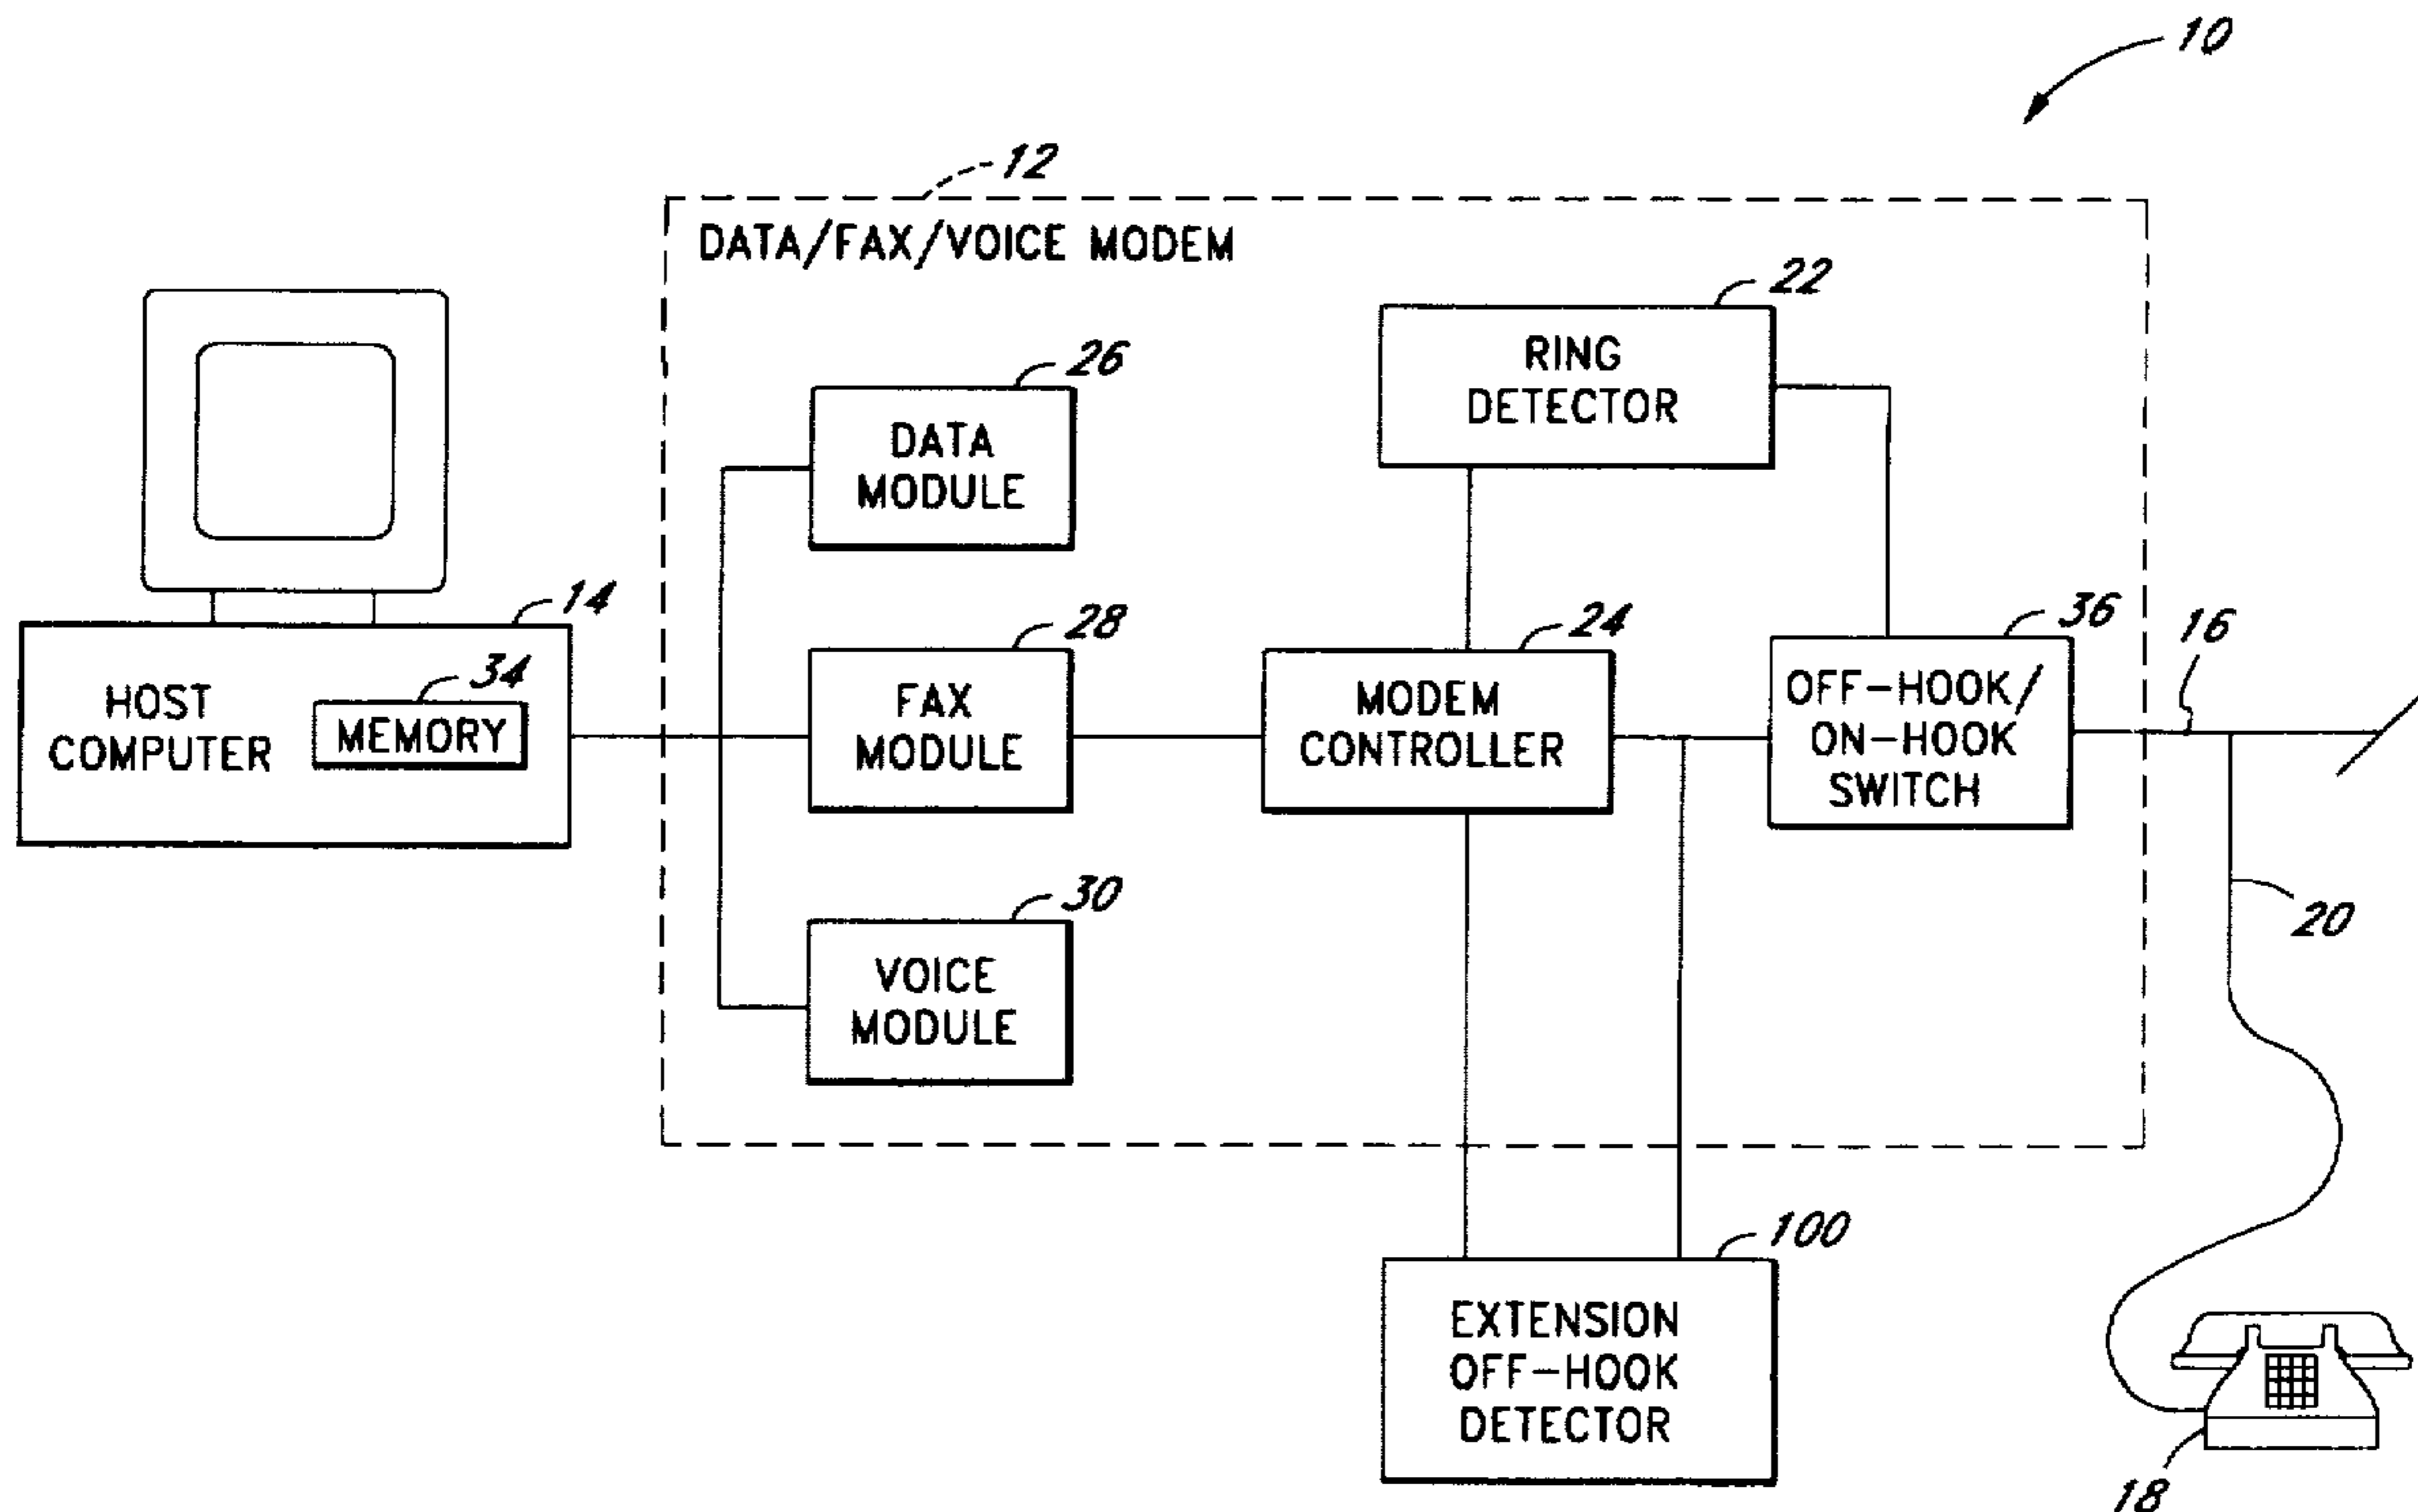 10
12
DATA/FAX/VOICE MODEM
22
RING
DETECTOR
26
DATA
MODULE
14
34
HOST
COMPUTER
MEMORY
28
FAX
MODULE
24
MODEM
CONTROLLER
36
OFF-HOOK/
ON-HOOK
SWITCH
16
20
30
VOICE
MODULE
100
EXTENSION
OFF-HOOK
DETECTOR
18